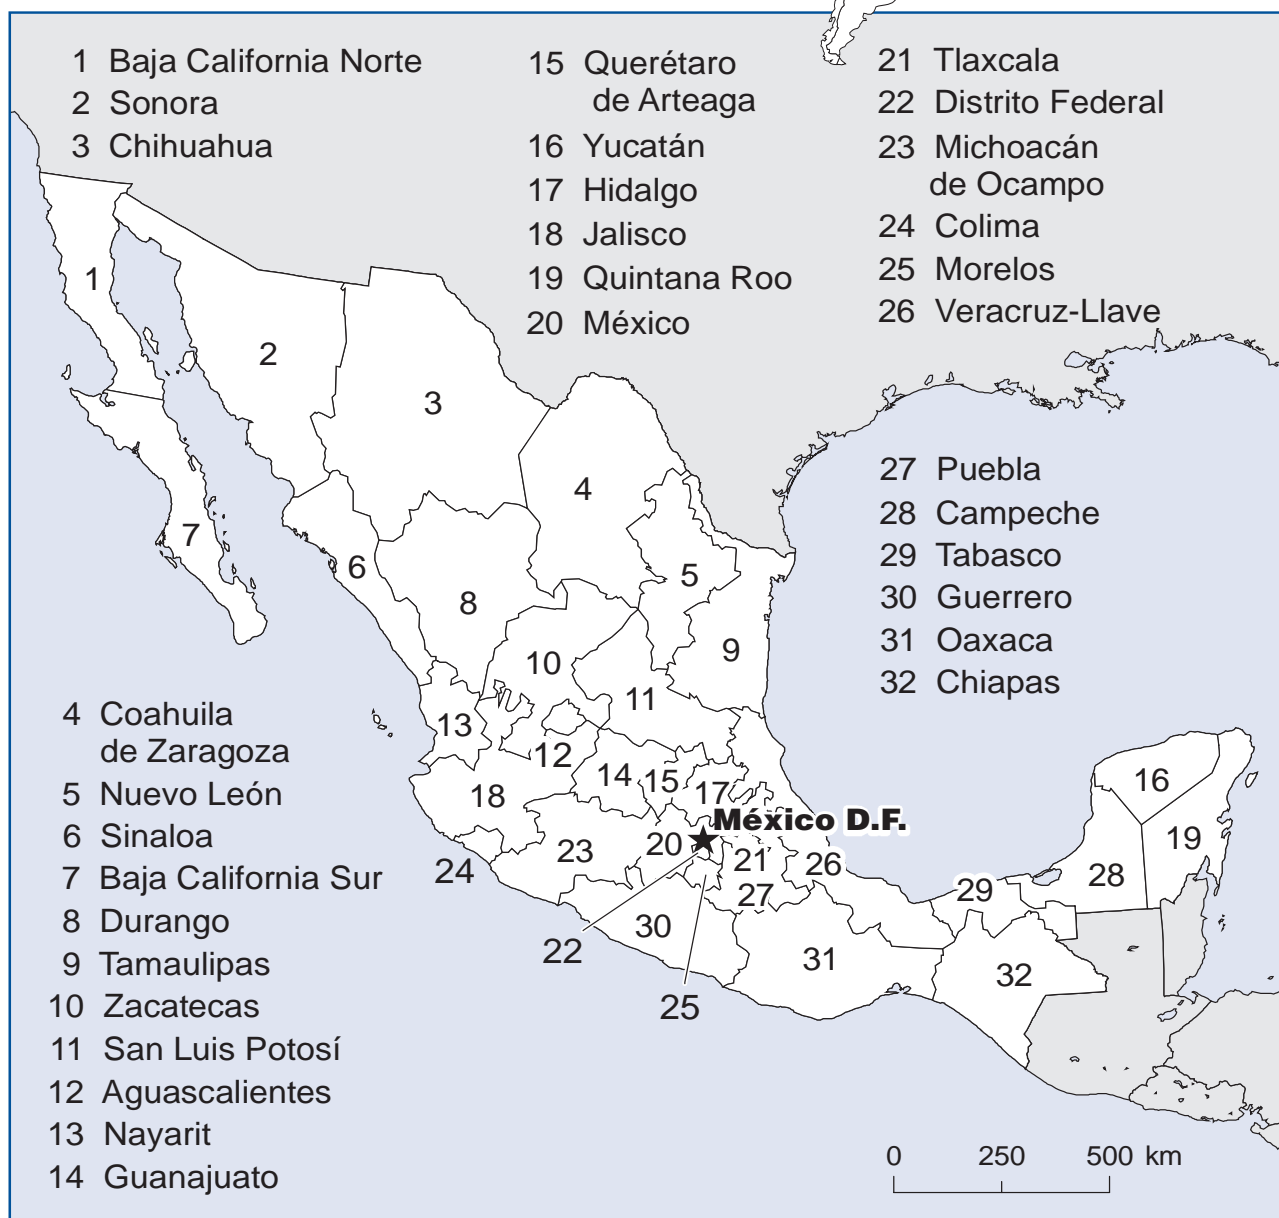 1 Baja California Norte
2 Sonora
3 Chihuahua
15 Querétaro
de Arteaga
16 Yucatán
17 Hidalgo
18 Jalisco
19 Quintana Roo
20 México
21 Tlaxcala
22 Distrito Federal
23 Michoacán
de Ocampo
24 Colima
25 Morelos
26 Veracruz-Llave
27 Puebla
28 Campeche
29 Tabasco
30 Guerrero
31 Oaxaca
32 Chiapas
4 Coahuila
de Zaragoza
5 Nuevo León
6 Sinaloa
7 Baja California Sur
8 Durango
9 Tamaulipas
10 Zacatecas
11 San Luis Potosí
12 Aguascalientes
13 Nayarit
14 Guanajuato
1
2
3
4
5
6
7
8
9
10
11
12
13
14
15
16
17
18
19
México D.F.
20
21
22
23
24
25
26
27
28
29
30
31
32
0 250 500 km